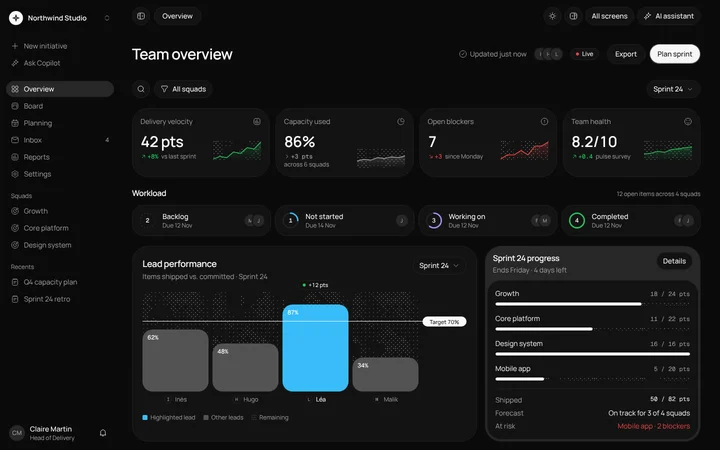 Northwind Studio
New initiative
Ask Copilot
Overview
Board
Planning
Inbox 4
Reports
Settings
Squads
Growth
Core platform
Design system
Recents
Q4 capacity plan
Sprint 24 retro
CM
Claire Martin
Head of Delivery
Overview
All screens
AI assistant
Team overview
Updated just now
L
Live
Export
Plan sprint
All squads
Sprint 24
Delivery velocity
42 pts
+8% vs last sprint
Capacity used
86%
+3 pts
across 6 squads
Open blockers
7
+3 since Monday
Team health
8.2/10
+0.4 pulse survey
Workload
12 open items across 4 squads
2
Backlog
Due 12 Nov
J
1
Not started
Due 14 Nov
J
3
Working on
Due 12 Nov
M
4
Completed
Due 12 Nov
J
Lead performance
Items shipped vs. committed · Sprint 24
Sprint 24
+12 pts
87%
Target 70%
62%
48%
34%
I Inès
H Hugo
L Léa
M Malik
Highlighted lead
Other leads
Remaining
Sprint 24 progress
Ends Friday · 4 days left
Details
Growth 18 / 24 pts
Core platform 11 / 22 pts
Design system 16 / 16 pts
Mobile app 5 / 20 pts
Shipped 50 / 82 pts
Forecast On track for 3 of 4 squads
At risk Mobile app · 2 blockers